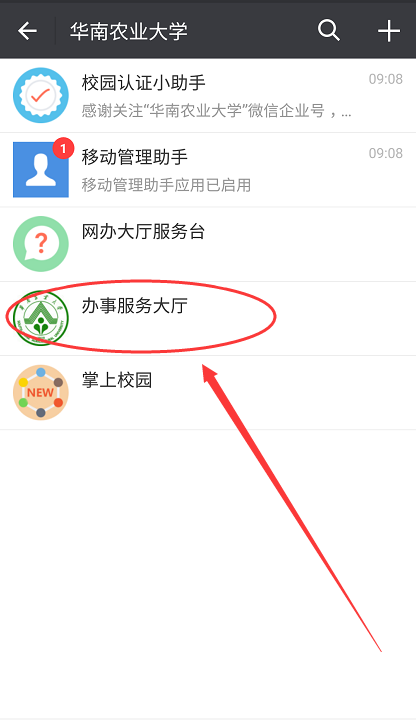 华南农业大学
校园认证小助手
09:08
感谢关注“华南农业大学”微信企业号，...
移动管理助手
1
09:08
移动管理助手应用已启用
网办大厅服务台
?
办事服务大厅
掌上校园
NEW